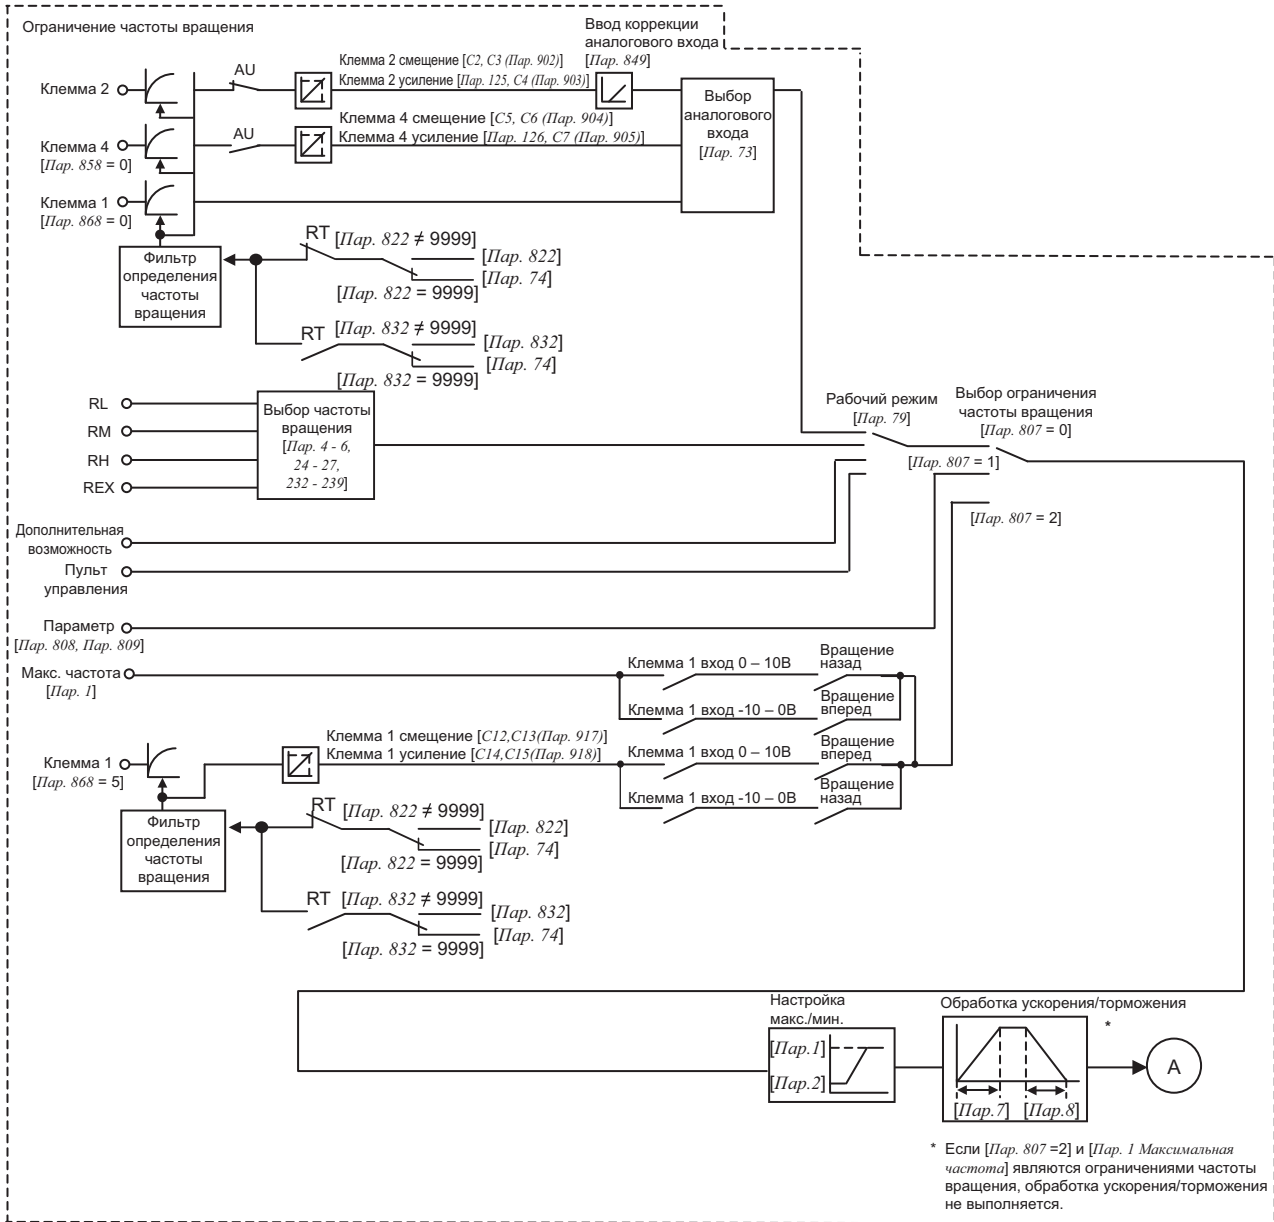 Ограничение частоты вращения
Ввод коррекции
аналогового входа
[Пар. 849]
Клемма 2
AU
Клемма 2 смещение [C2, C3 (Пар. 902)]
Клемма 2 усиление [Пар. 125, C4 (Пар. 903)]
Выбор
аналогового
входа
[Пар. 73]
Клемма 4
[Пар. 858 = 0]
AU
Клемма 4 смещение [C5, C6 (Пар. 904)]
Клемма 4 усиление [Пар. 126, C7 (Пар. 905)]
Клемма 1
[Пар. 868 = 0]
Фильтр
определения
частоты
вращения
RT [Пар. 822 ≠ 9999]
[Пар. 822]
[Пар. 74]
[Пар. 822 = 9999]
RT [Пар. 832 ≠ 9999]
[Пар. 832]
[Пар. 74]
[Пар. 832 = 9999]
RL
RM
RH
REX
Выбор частоты
вращения
[Пар. 4 - 6,
24 - 27,
232 - 239]
Рабочий режим
[Пар. 79]
Выбор ограничения
частоты вращения
[Пар. 807 = 0]
[Пар. 807 = 1]
[Пар. 807 = 2]
Дополнительная
возможность
Пульт
управления
Параметр
[Пар. 808, Пар. 809]
Макс. частота
[Пар. 1]
Клемма 1 вход 0 – 10В
Вращение
назад
Клемма 1 вход -10 – 0В
Вращение
вперед
Клемма 1 смещение [C12,C13(Пар. 917]
Клемма 1 усиление [C14,C15(Пар. 918)]
Клемма 1 вход 0 – 10В
Вращение
вперед
Клемма 1
[Пар. 868 = 5]
Клемма 1 вход -10 – 0В
Вращение
назад
Фильтр
определения
частоты
вращения
RT [Пар. 822 ≠ 9999]
[Пар. 822]
[Пар. 74]
[Пар. 822 = 9999]
RT [Пар. 832 ≠ 9999]
[Пар. 832]
[Пар. 74]
[Пар. 832 = 9999]
Настройка
макс./мин.
[Пар.1]
[Пар.2]
Обработка ускорения/торможения
*
[Пар.7] [Пар.8]
A
* Если [Пар. 807 =2] и [Пар. 1 Максимальная
частота] являются ограничениями частоты
вращения, обработка ускорения/торможения
не выполняется.